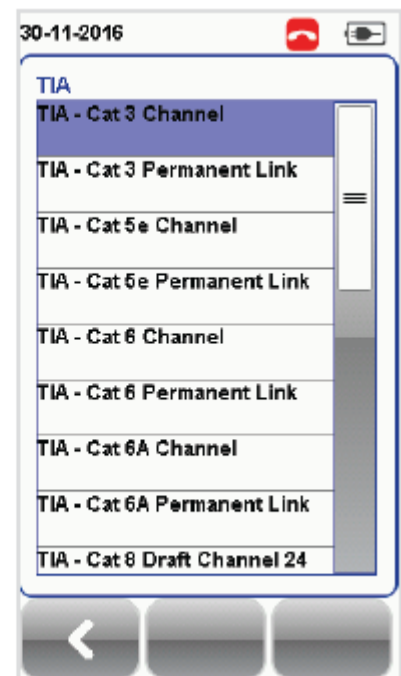 30-11-2016
TIA
TIA - Cat 3 Channel
TIA - Cat 3 Permanent Link
TIA - Cat 5e Channel
TIA - Cat 5e Permanent Link
TIA - Cat 6 Channel
TIA - Cat 6 Permanent Link
TIA - Cat 6A Channel
TIA - Cat 6A Permanent Link
TIA - Cat 8 Draft Channel 24